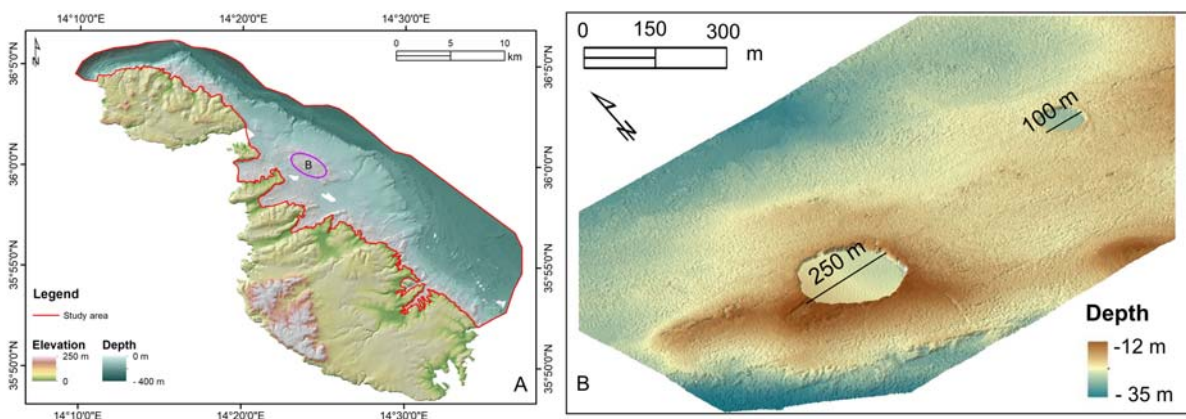 14°10'0"E 14°20'0"E 14°30'0"E
0 5 10
km
N
36°5'0"N 36°5'0"N
36°0'0"N 36°0'0"N
35°55'0"N 35°55'0"N
35°50'0"N 35°50'0"N
B
Legend
Study area
Elevation Depth
250 m 0 m
0 - 400 m
A
14°10'0"E 14°20'0"E 14°30'0"E
0 150 300
m
N
100 m
250 m
Depth
-12 m
- 35 m
B